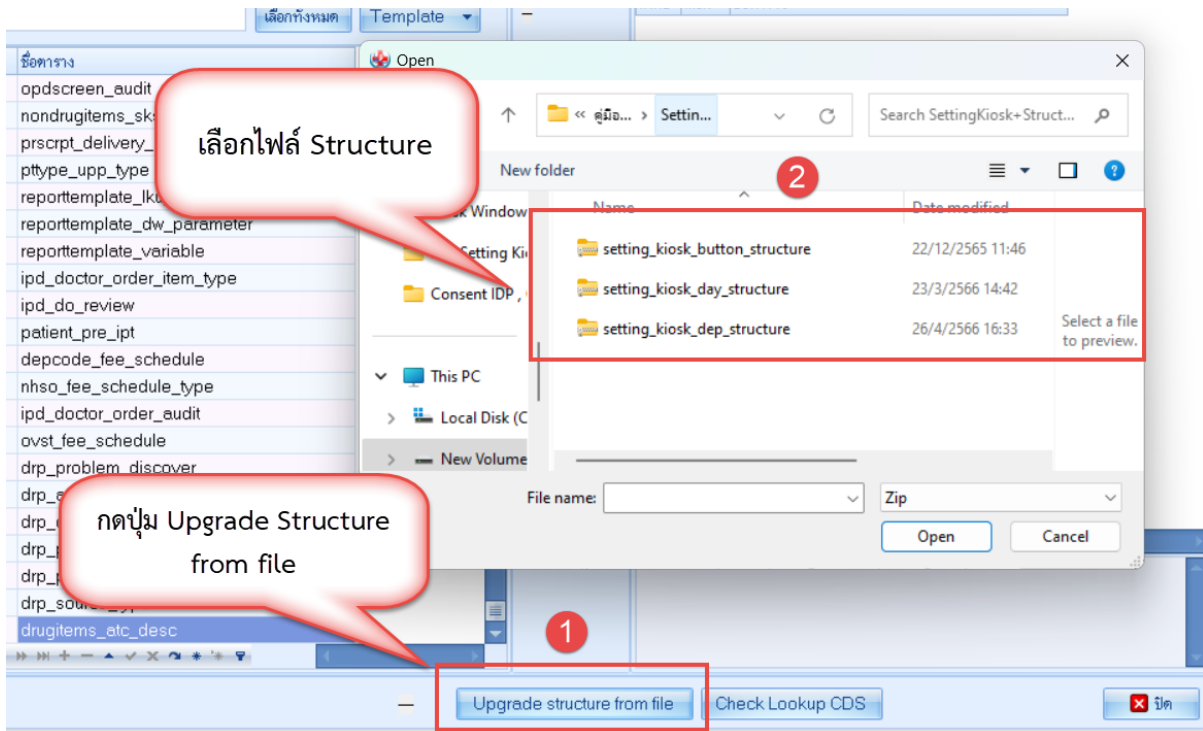 เลือกทั้งหมด
Template
ชื่อตาราง
Open
opdscreen_audit
« คู่มือ... › Settin...
Search SettingKiosk+Struct...
เลือกไฟล์ Structure
prscrpt_delivery_
New folder
2
pttype_upp_type
Window
Name
Date modified
reporttemplate_dw_parameter
reporttemplate_variable
Setting Ki
setting_kiosk_button_structure
22/12/2565 11:46
ipd_doctor_order_item_type
Consent IDP ,
setting_kiosk_day_structure
23/3/2566 14:42
ipd_do_review
setting_kiosk_dep_structure
26/4/2566 16:33
Select a file
to preview.
patient_pre_ipt
depcode_fee_schedule
This PC
nhso_fee_schedule_type
ipd_doctor_order_audit
Local Disk (C
ovst_fee_schedule
New Volume
drp_problem_discover
File name:
Zip
Open
Cancel
กดปุ่ม Upgrade Structure
from file
drugitems_atc_desc
1
Upgrade structure from file
Check Lookup CDS
ปิด